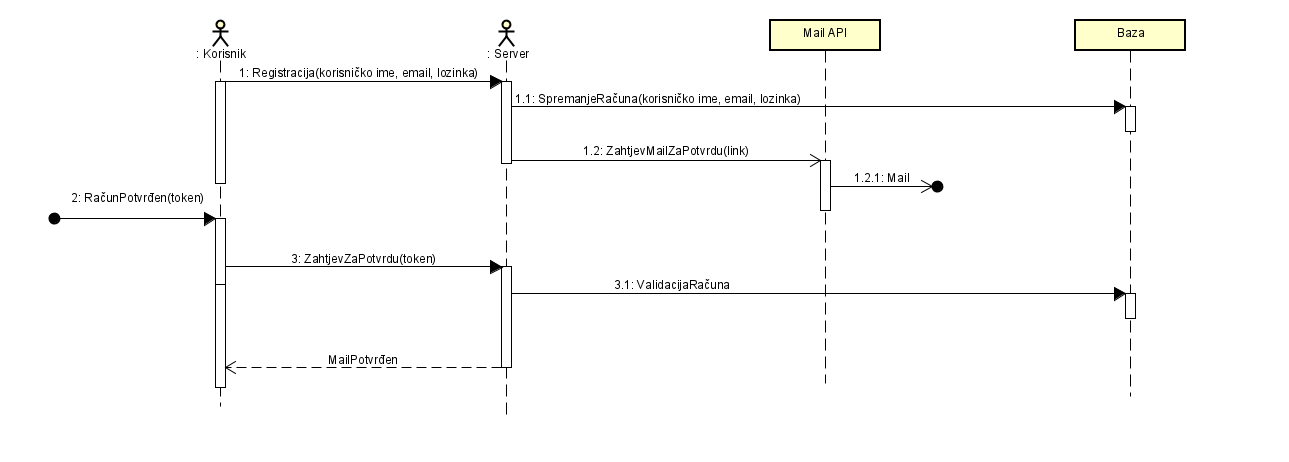 : Korisnik
: Server
Mail API
Baza
1: Registracija(korisničko ime, email, lozinka)
1.1: SpremanjeRačuna(korisničko ime, email, lozinka)
1.2: ZahtjevMailZaPotvrdu(link)
1.2.1: Mail
2: RačunPotvrđen(token)
3: ZahtjevZaPotvrdu(token)
3.1: ValidacijaRačuna
MailPotvrđen